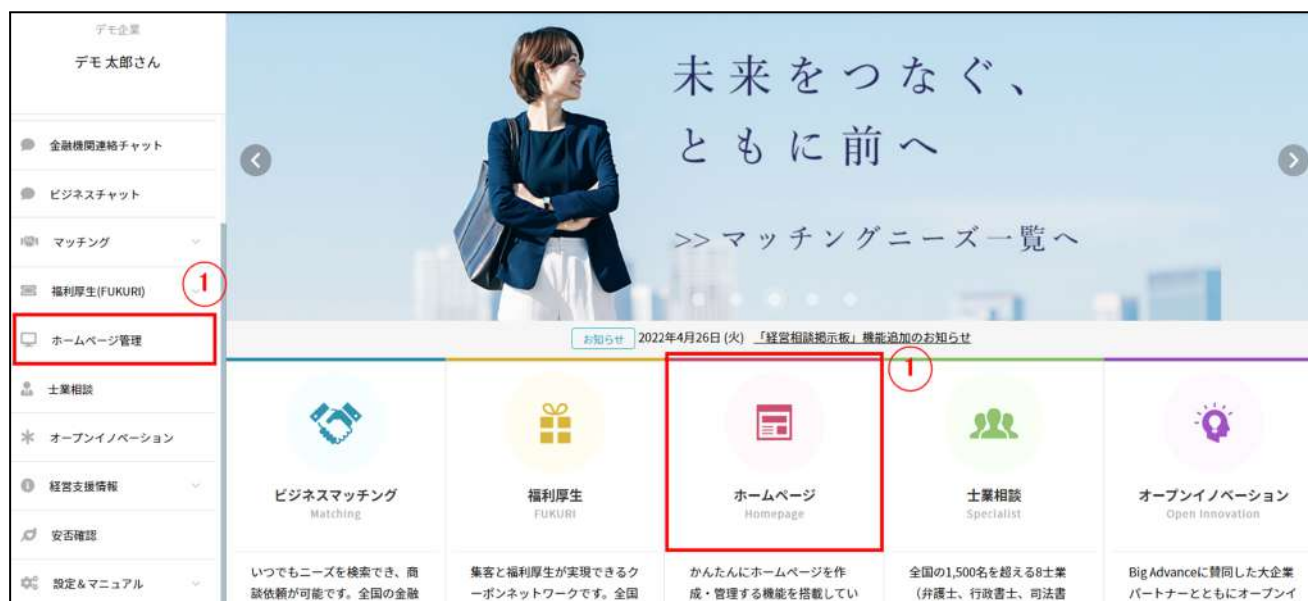 デモ企業
デモ 太郎さん
金融機関連絡チャット
ビジネスチャット
マッチング
福利厚生(FUKURI)
1
ホームページ管理
士業相談
オープンイノベーション
経営支援情報
安否確認
設定&マニュアル
未来をつなぐ、
ともに前へ
>>マッチングニーズ一覧へ
お知らせ 2022年4月26日 (火) 「経営相談掲示板」機能追加のお知らせ
1
ビジネスマッチング
Matching
福利厚生
FUKURI
ホームページ
Homepage
士業相談
Specialist
オープンイノベーション
Open Innovation
いつでもニーズを検索でき、商
談依頼が可能です。全国の金融
集客と福利厚生が実現できるク
ーポンネットワークです。全国
かんたんにホームページを作
成・管理する機能を搭載してい
全国の1,500名を超える8士業
（弁護士、行政書士、司法書
Big Advanceに賛同した大企業
パートナーとともにオープンイ